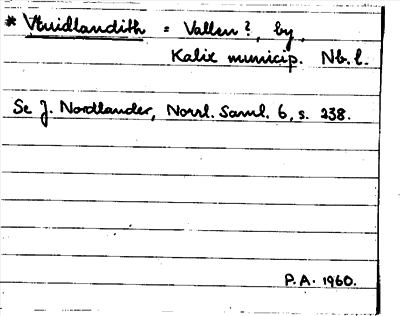 * Vtuidlandith = Vallen?, by,
Kalix municip. Nb. l.
Se J. Nordlander, Norrl. Saml. 6, s. 238.
P.A. 1960.